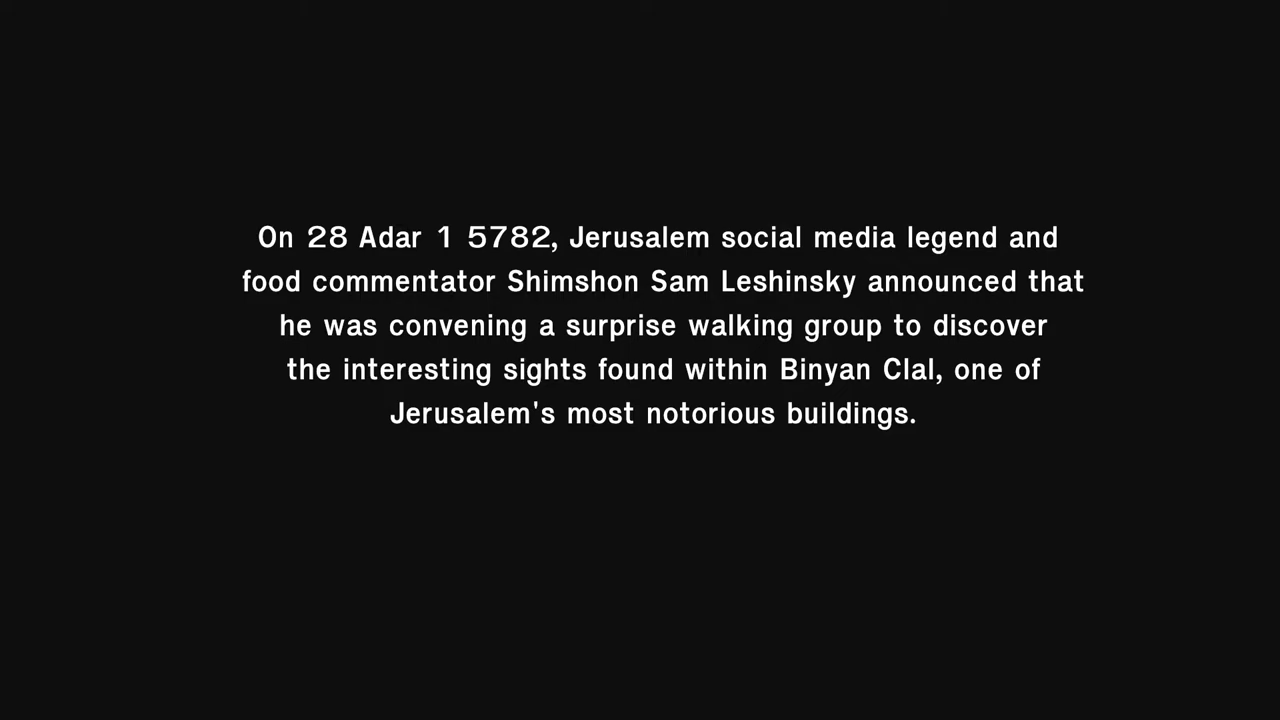 On 28 Adar 1 5782, Jerusalem social media legend and
food commentator Shimshon Sam Leshinsky announced that
he was convening a surprise walking group to discover
the interesting sights found within Binyan Clal, one of
Jerusalem's most notorious buildings.